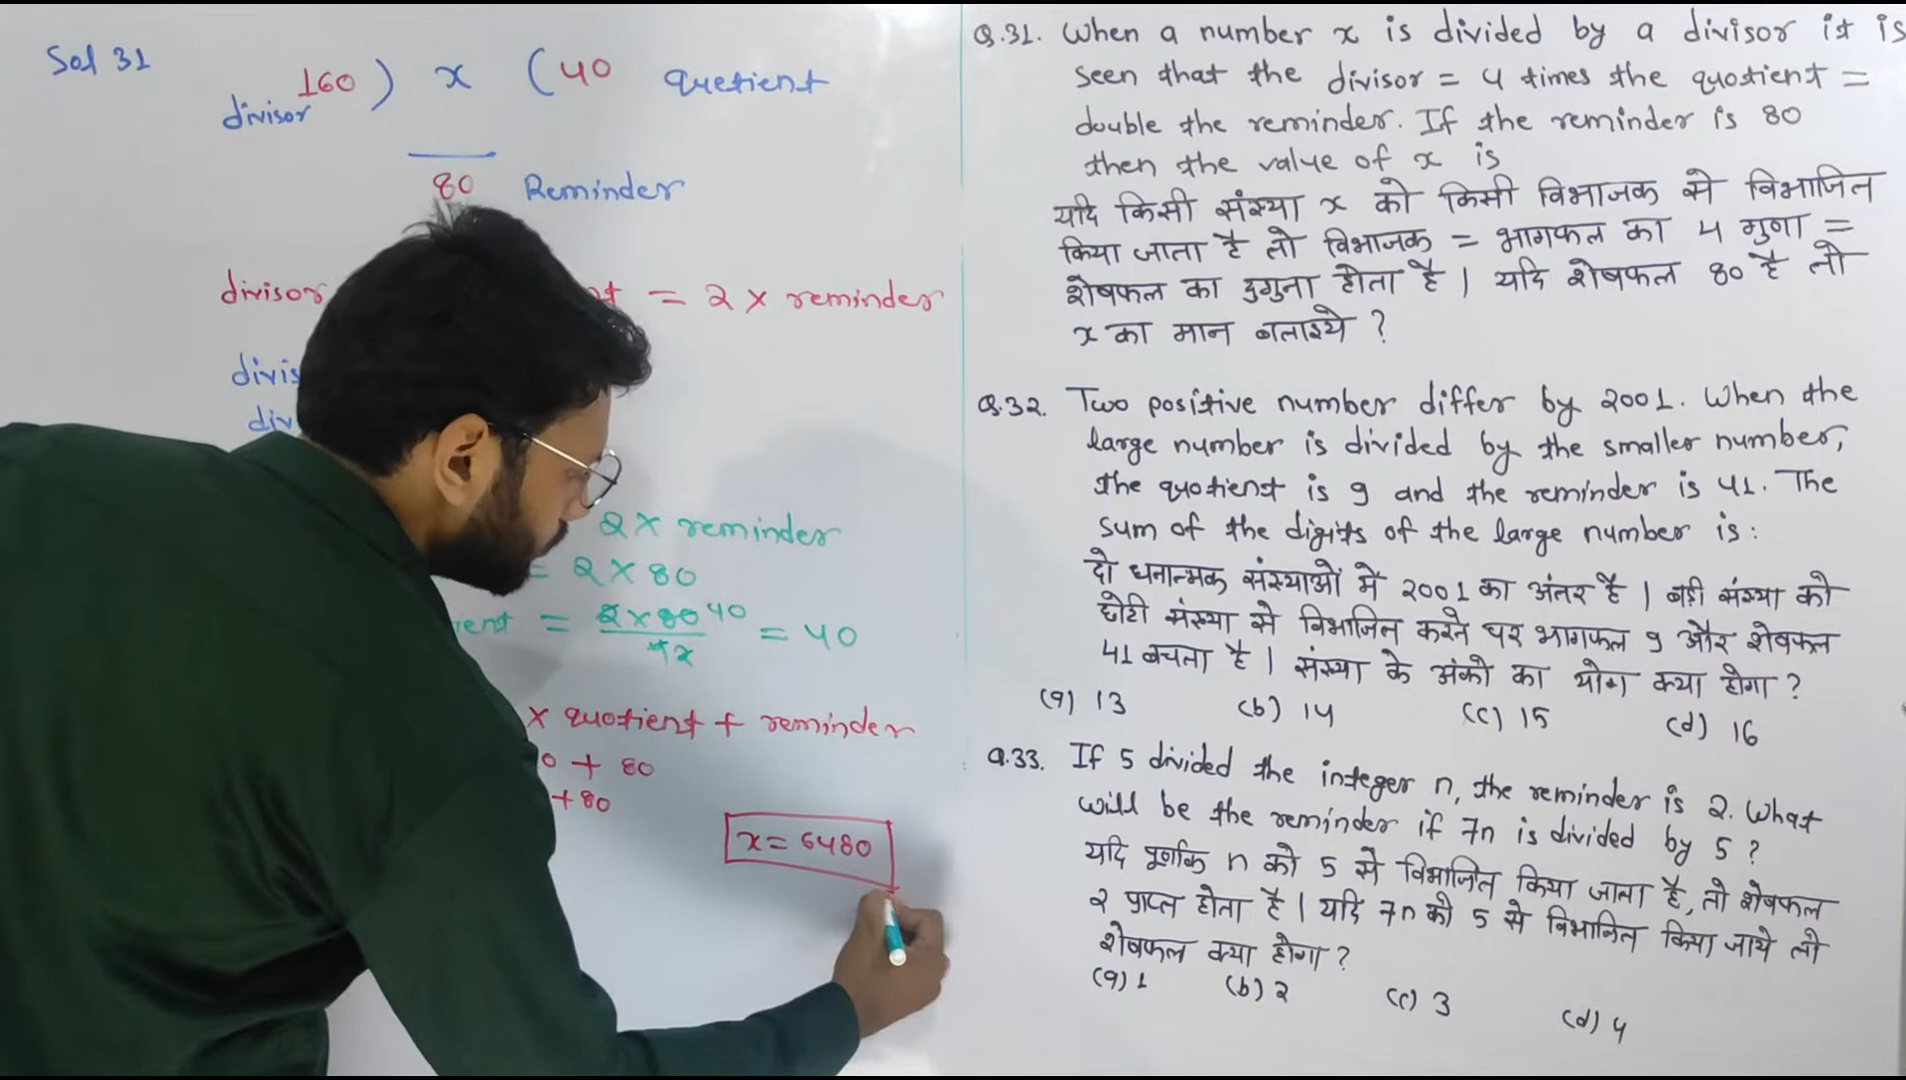 Sol 31
160 ) x ( 40 quetient
divisor
80 Reminder
divisor = 2 x reminder
2 x reminder
= 2 x 80
= 2 x 80 40 = 40
4 2
x quotient + reminder
+ 80
+ 80
x = 6480
Q.31. When a number x is divided by a divisor it is
seen that the divisor = 4 times the quotient =
double the reminder. If the reminder is 80
then the value of x is
यदि किसी संख्या x को किसी विभाजक से विभाजित
किया जाता है तो विभाजक = भागफल का 4 गुणा =
शेषफल का दुगुना होता है । यदि शेषफल 80 है तो
x का मान बताइये ?
Q.32. Two positive number differ by 2001. When the
large number is divided by the smaller number,
the quotient is 9 and the reminder is 41. The
sum of the digits of the large number is :
दो धनात्मक संख्याओं में 2001 का अंतर है । बड़ी संख्या को
छोटी संख्या से विभाजित करने पर भागफल 9 और शेषफल
41 बचता है । संख्या के अंको का योग क्या होगा ?
(a) 13 (b) 14 (c) 15 (d) 16
Q.33. If 5 divided the integer n, the reminder is 2. What
will be the reminder if 7n is divided by 5 ?
यदि पूर्णांक n को 5 से विभाजित किया जाता है, तो शेषफल
2 प्राप्त होता है । यदि 7n को 5 से विभाजित किया जाये तो
शेषफल क्या होगा ?
(a) 1 (b) 2 (c) 3 (d) 4